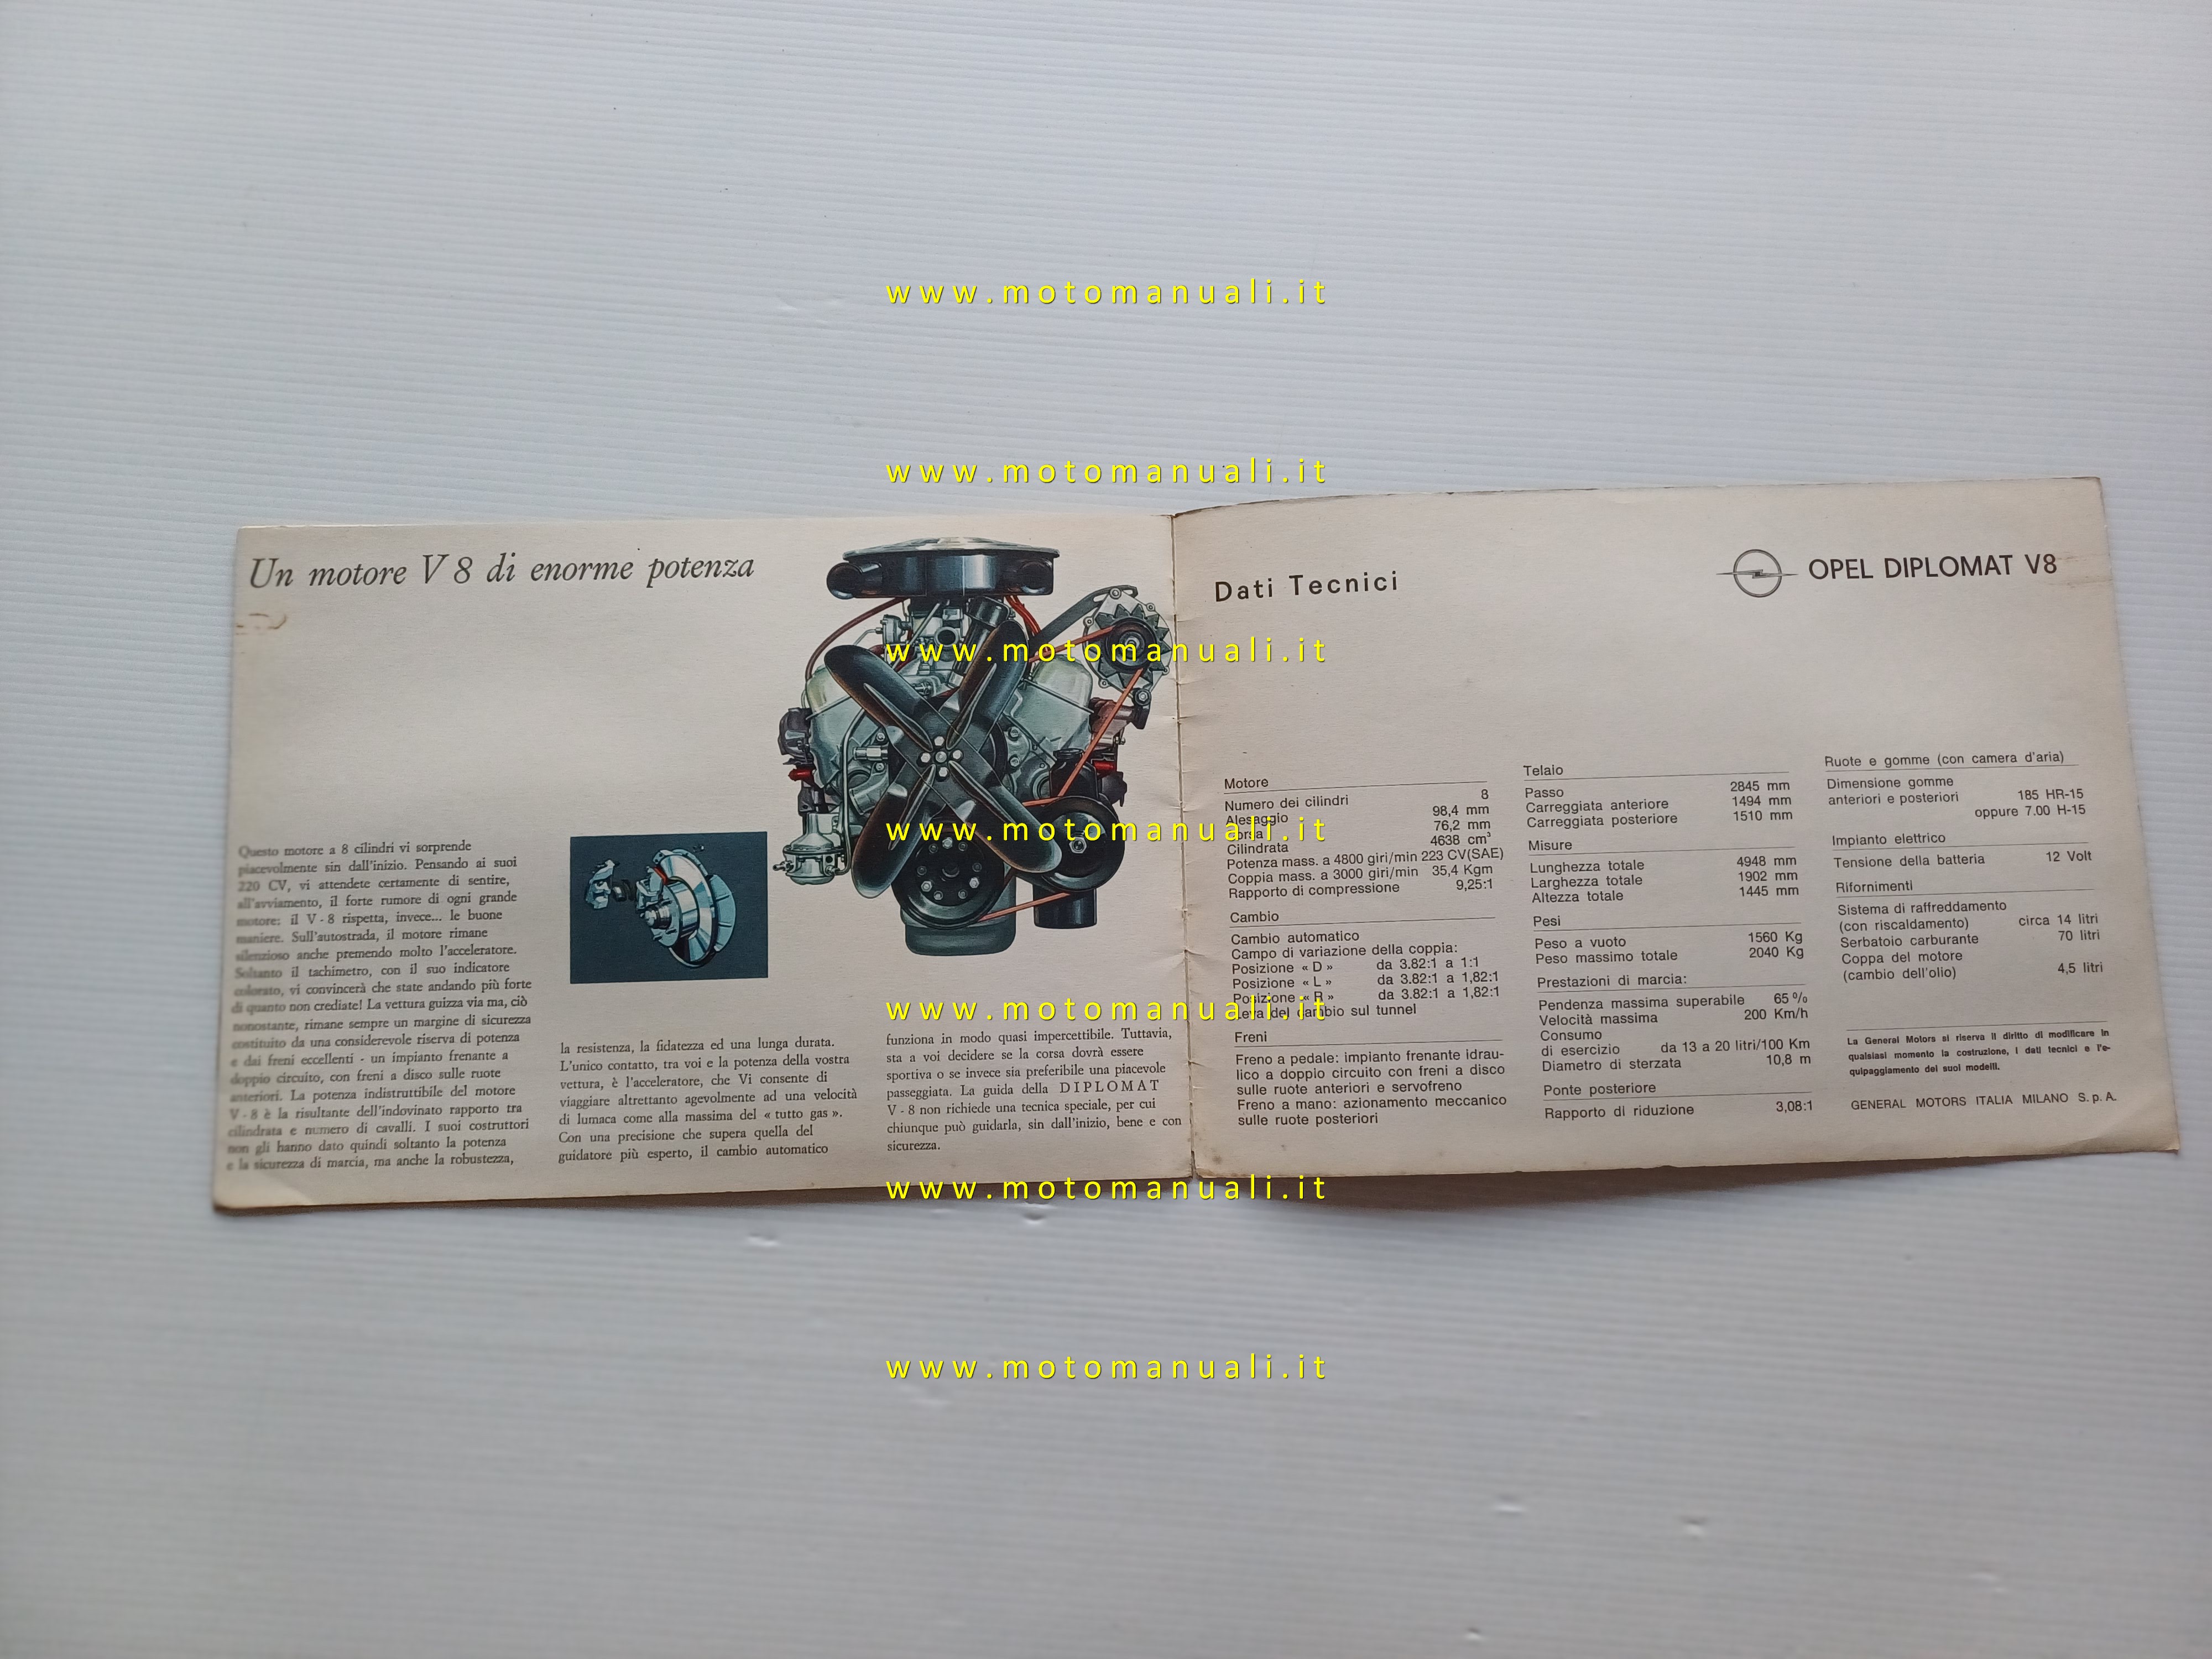 www.motomanuali.it
www.motomanuali.it
Un motore V 8 di enorme potenza
Questo motore a 8 cilindri vi sorprende
piacevolmente sin dall'inizio. Pensando ai suoi
220 CV, vi attendete certamente di sentire,
all'avviamento, il forte rumore di ogni grande
motore: il V - 8 rispetta, invece... le buone
maniere. Sull'autostrada, il motore rimane
silenzioso anche premendo molto l'acceleratore.
Soltanto il tachimetro, con il suo indicatore
colorato, vi convincerà che state andando più forte
di quanto non crediate! La vettura guizza via ma, ciò
nonostante, rimane sempre un margine di sicurezza
costituito da una considerevole riserva di potenza
e dai freni eccellenti - un impianto frenante a
doppio circuito, con freni a disco sulle ruote
anteriori. La potenza indistruttibile del motore
V - 8 è la risultante dell'indovinato rapporto tra
cilindrata e numero di cavalli. I suoi costruttori
non gli hanno dato quindi soltanto la potenza
e la sicurezza di marcia, ma anche la robustezza,
la resistenza, la fidatezza ed una lunga durata.
L'unico contatto, tra voi e la potenza della vostra
vettura, è l'acceleratore, che Vi consente di
viaggiare altrettanto agevolmente ad una velocità
di lumaca come alla massima del « tutto gas ».
Con una precisione che supera quella del
guidatore più esperto, il cambio automatico
funziona in modo quasi impercettibile. Tuttavia,
sta a voi decidere se la corsa dovrà essere
sportiva o se invece sia preferibile una piacevole
passeggiata. La guida della DIPLOMAT
V - 8 non richiede una tecnica speciale, per cui
chiunque può guidarla, sin dall'inizio, bene e con
sicurezza.
Dati Tecnici
OPEL DIPLOMAT V8
Motore
Numero dei cilindri 8
Alesaggio 98,4 mm
Corsa 76,2 mm
Cilindrata 4638 cm³
Potenza mass. a 4800 giri/min 223 CV(SAE)
Coppia mass. a 3000 giri/min 35,4 Kgm
Rapporto di compressione 9,25:1
Cambio
Cambio automatico
Campo di variazione della coppia:
Posizione « D » da 3.82:1 a 1:1
Posizione « L » da 3.82:1 a 1,82:1
Posizione « R » da 3.82:1 a 1,82:1
Leva del cambio sul tunnel
Freni
Freno a pedale: impianto frenante idrau-
lico a doppio circuito con freni a disco
sulle ruote anteriori e servofreno
Freno a mano: azionamento meccanico
sulle ruote posteriori
Telaio
Passo 2845 mm
Carreggiata anteriore 1494 mm
Carreggiata posteriore 1510 mm
Misure
Lunghezza totale 4948 mm
Larghezza totale 1902 mm
Altezza totale 1445 mm
Pesi
Peso a vuoto 1560 Kg
Peso massimo totale 2040 Kg
Prestazioni di marcia:
Pendenza massima superabile 65 %
Velocità massima 200 Km/h
Consumo
di esercizio da 13 a 20 litri/100 Km
Diametro di sterzata 10,8 m
Ponte posteriore
Rapporto di riduzione 3,08:1
Ruote e gomme (con camera d'aria)
Dimensione gomme
anteriori e posteriori 185 HR-15
oppure 7.00 H-15
Impianto elettrico
Tensione della batteria 12 Volt
Rifornimenti
Sistema di raffreddamento
(con riscaldamento) circa 14 litri
Serbatoio carburante 70 litri
Coppa del motore
(cambio dell'olio) 4,5 litri
La General Motors si riserva il diritto di modificare in
qualsiasi momento la costruzione, i dati tecnici e l'e-
quipaggiamento dei suoi modelli.
GENERAL MOTORS ITALIA MILANO S.p.A.
www.motomanuali.it
www.motomanuali.it
www.motomanuali.it
www.motomanuali.it
www.motomanuali.it